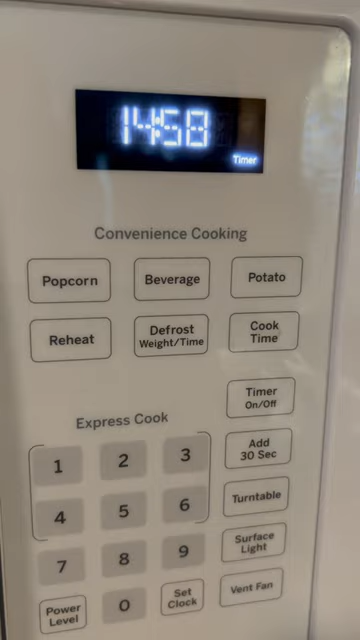 14:58
Timer
Convenience Cooking
Popcorn
Beverage
Potato
Reheat
Defrost
Weight/Time
Cook
Time
Timer
On/Off
Express Cook
Add
30 Sec
1
2
3
Turntable
4
5
6
Surface
Light
7
8
9
Vent Fan
Power
Level
0
Set
Clock